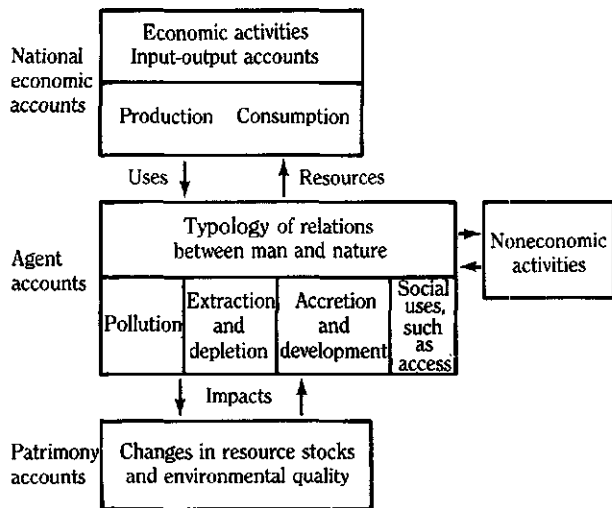 Economic activities
Input-output accounts
National
economic
accounts
Production Consumption
Uses Resources
Typology of relations
between man and nature
Noneconomic
activities
Agent
accounts
Pollution
Extraction
and
depletion
Accretion
and
development
Social
uses,
such
as
access
Impacts
Patrimony
accounts
Changes in resource stocks
and environmental quality